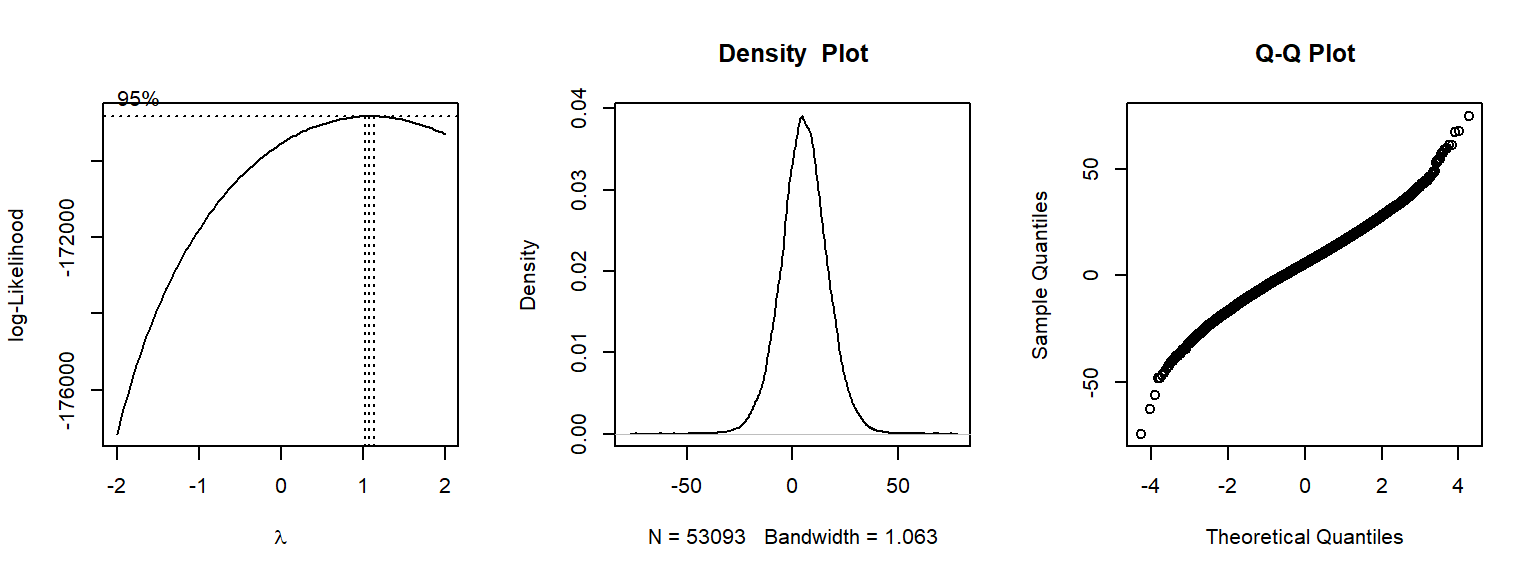 95%
log-Likelihood
-172000
-176000
-2 -1 0 1 2
λ
Density  Plot
Density
0.04
0.03
0.02
0.01
0.00
-50 0 50
N = 53093   Bandwidth = 1.063
Q-Q Plot
Sample Quantiles
50
0
-50
-4 -2 0 2 4
Theoretical Quantiles